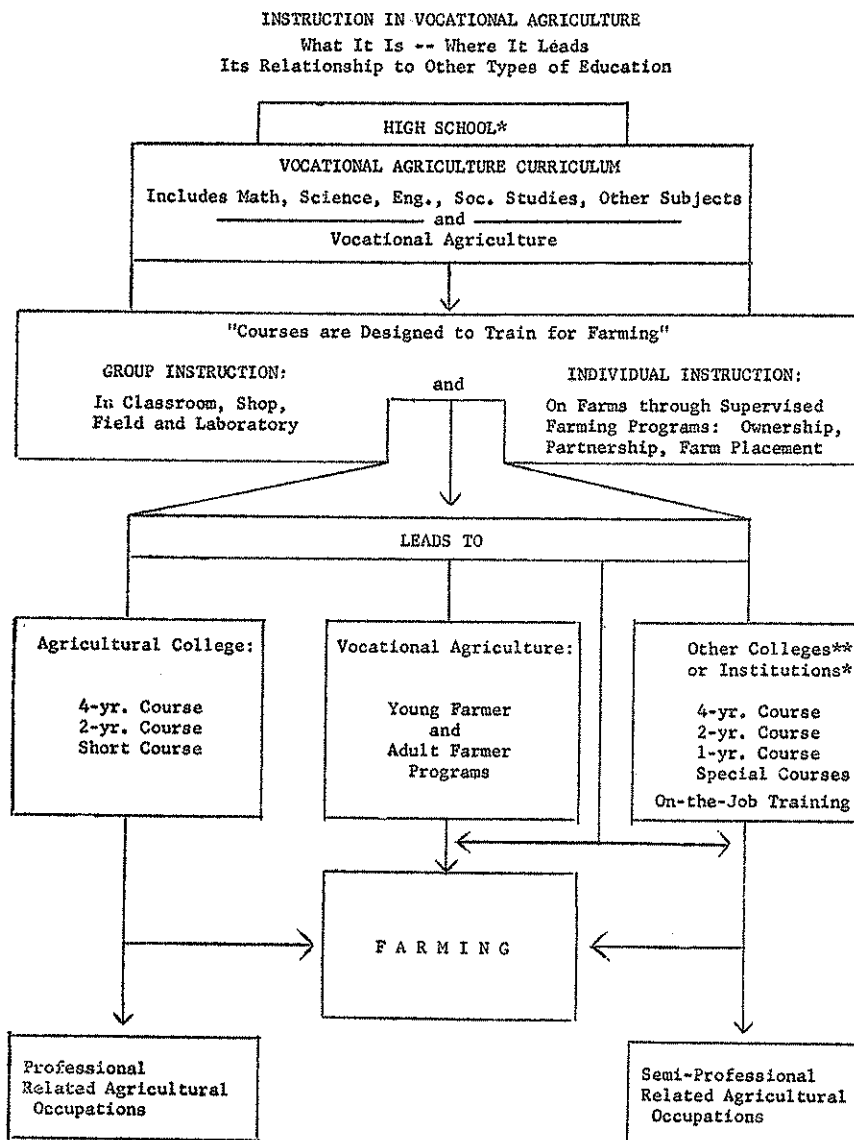 INSTRUCTION IN VOCATIONAL AGRICULTURE
What It Is -- Where It Leads
Its Relationship to Other Types of Education
HIGH SCHOOL*
VOCATIONAL AGRICULTURE CURRICULUM
Includes Math, Science, Eng., Soc. Studies, Other Subjects
and
Vocational Agriculture
"Courses are Designed to Train for Farming"
GROUP INSTRUCTION:
In Classroom, Shop,
Field and Laboratory
and
INDIVIDUAL INSTRUCTION:
On Farms through Supervised
Farming Programs: Ownership,
Partnership, Farm Placement
LEADS TO
Agricultural College:
4-yr. Course
2-yr. Course
Short Course
Vocational Agriculture:
Young Farmer
and
Adult Farmer
Programs
Other Colleges**
or Institutions*
4-yr. Course
2-yr. Course
1-yr. Course
Special Courses
On-the-Job Training
F A R M I N G
Professional
Related Agricultural
Occupations
Semi-Professional
Related Agricultural
Occupations